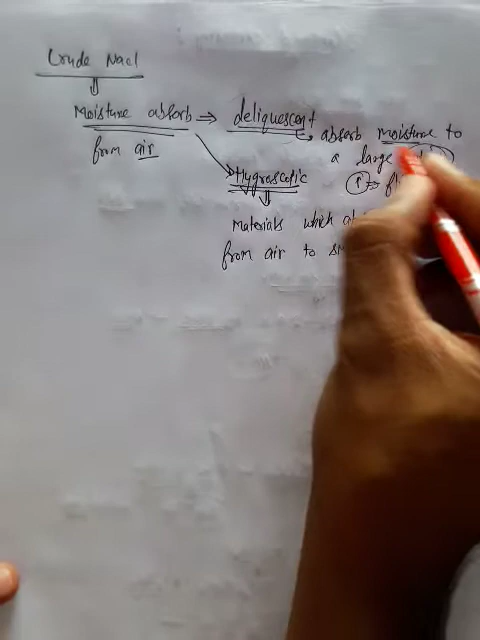 Crude Nacl
Moisture absorb ⇒ deliquescent
absorb moisture to
from air
a large
Hygroscopic
Materials which
from air to